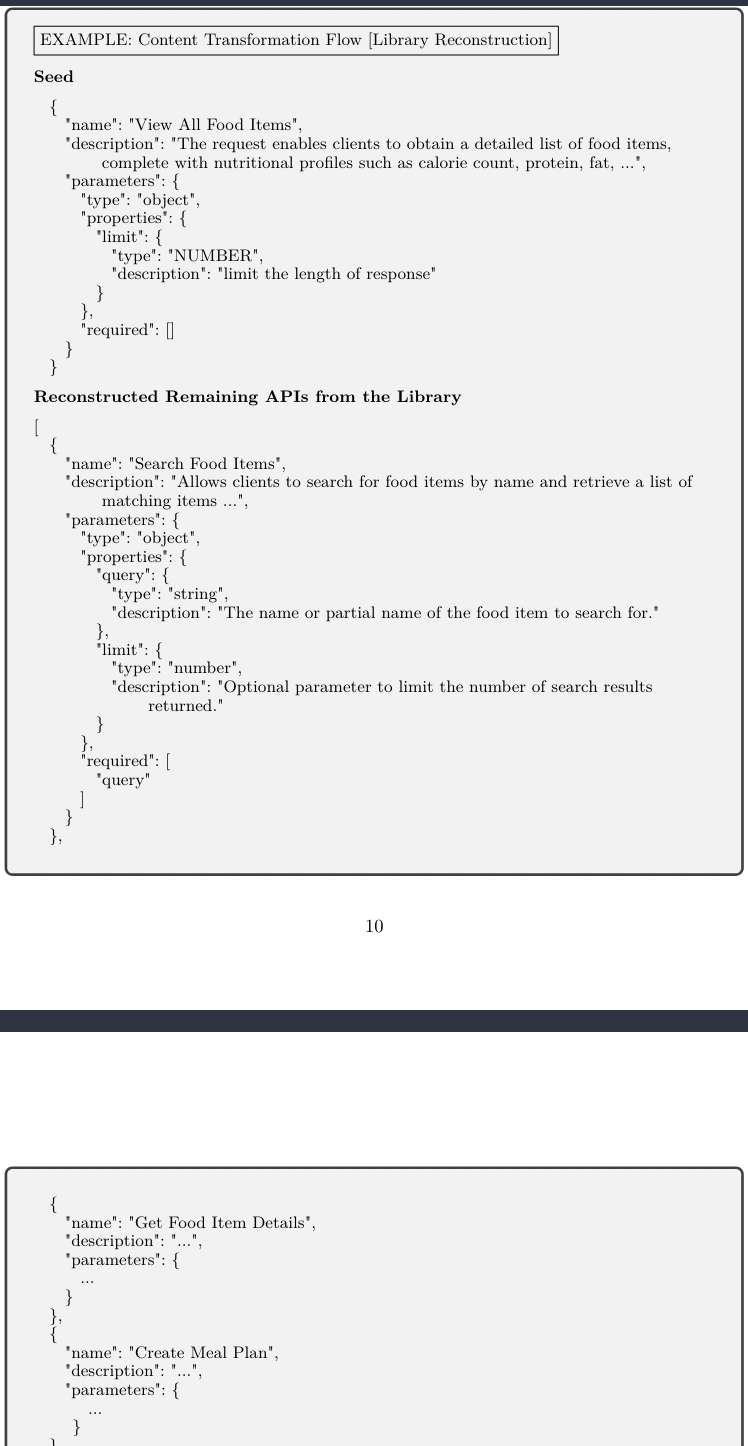 EXAMPLE: Content Transformation Flow [Library Reconstruction]
Seed
{
"name": "View All Food Items",
"description": "The request enables clients to obtain a detailed list of food items,
complete with nutritional profiles such as calorie count, protein, fat, ...",
"parameters": {
"type": "object",
"properties": {
"limit": {
"type": "NUMBER",
"description": "limit the length of response"
}
},
"required": []
}
}
Reconstructed Remaining APIs from the Library
[
{
"name": "Search Food Items",
"description": "Allows clients to search for food items by name and retrieve a list of
matching items ...",
"parameters": {
"type": "object",
"properties": {
"query": {
"type": "string",
"description": "The name or partial name of the food item to search for."
},
"limit": {
"type": "number",
"description": "Optional parameter to limit the number of search results
returned."
}
},
"required": [
"query"
]
}
},
10
{
"name": "Get Food Item Details",
"description": "...",
"parameters": {
...
}
},
{
"name": "Create Meal Plan",
"description": "...",
"parameters": {
...
}
}